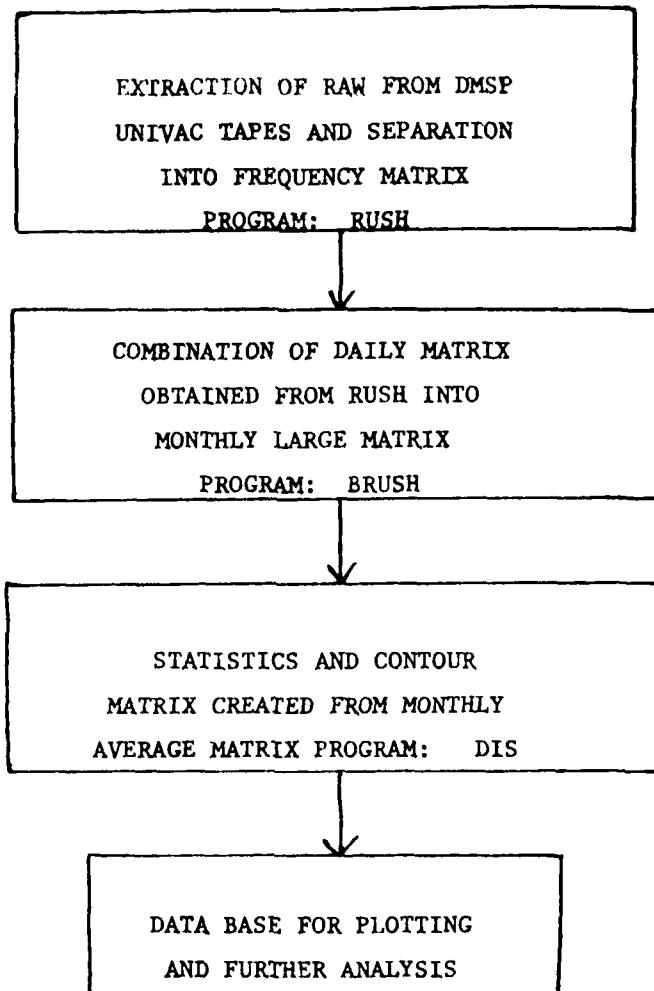 EXTRACTION OF RAW FROM DMSP
UNIVAC TAPES AND SEPARATION
INTO FREQUENCY MATRIX
PROGRAM: RUSH
COMBINATION OF DAILY MATRIX
OBTAINED FROM RUSH INTO
MONTHLY LARGE MATRIX
PROGRAM: BRUSH
STATISTICS AND CONTOUR
MATRIX CREATED FROM MONTHLY
AVERAGE MATRIX PROGRAM: DIS
DATA BASE FOR PLOTTING
AND FURTHER ANALYSIS